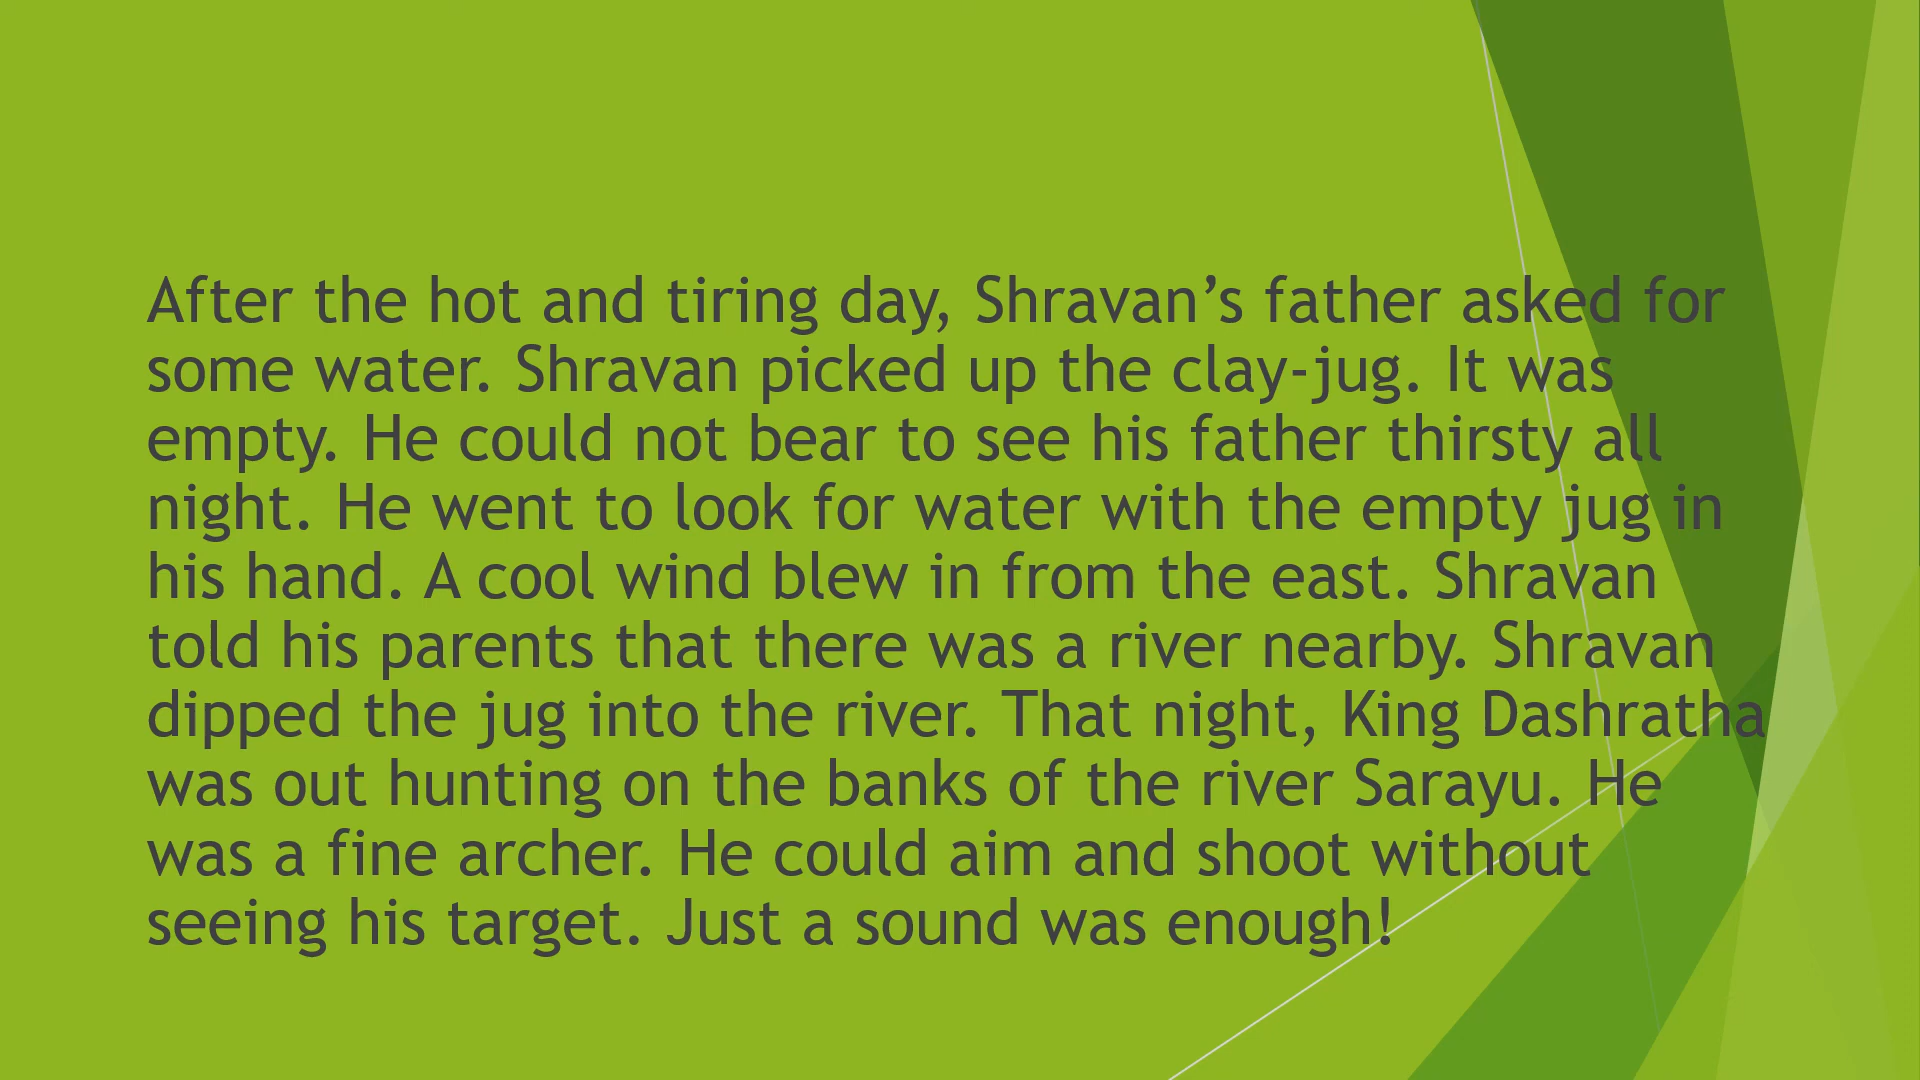 After the hot and tiring day, Shravan’s father asked for
some water. Shravan picked up the clay-jug. It was
empty. He could not bear to see his father thirsty all
night. He went to look for water with the empty jug in
his hand. A cool wind blew in from the east. Shravan
told his parents that there was a river nearby. Shravan
dipped the jug into the river. That night, King Dashratha
was out hunting on the banks of the river Sarayu. He
was a fine archer. He could aim and shoot without
seeing his target. Just a sound was enough!